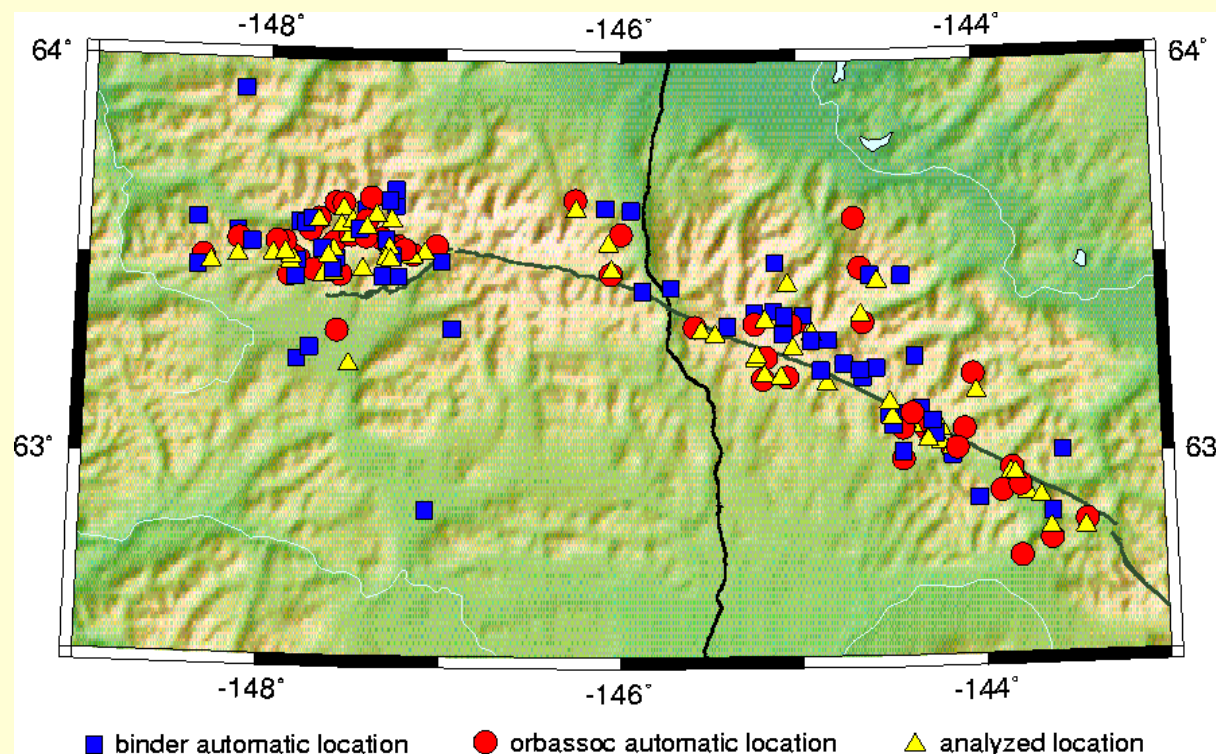 -148° -146° -144°
64° 64°
63° 63°
-148° -146° -144°
binder automatic location orbassoc automatic location analyzed location